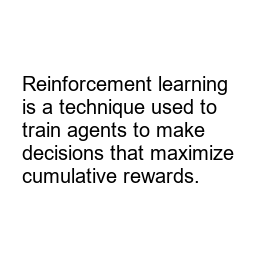 Reinforcement learning
is a technique used to
train agents to make
decisions that maximize
cumulative rewards.